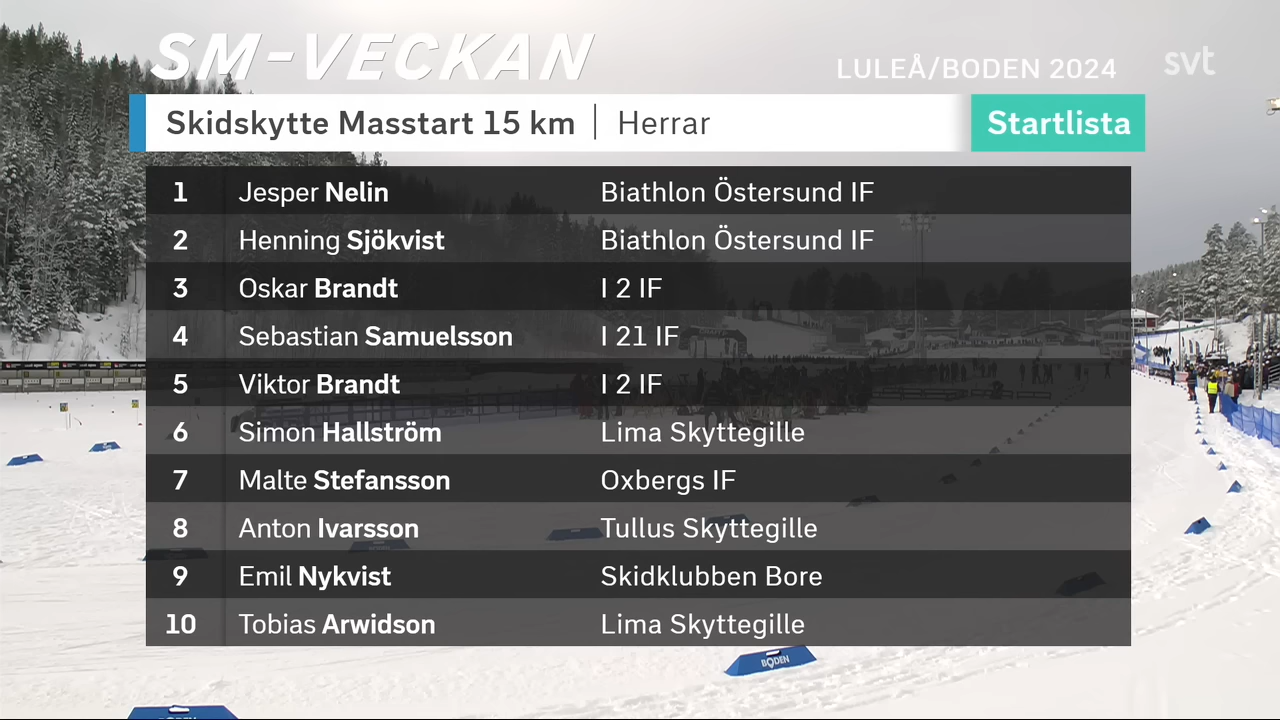 SM-VECKAN
LULEÅ/BODEN 2024
svt
Skidskytte Masstart 15 km | Herrar
Startlista
1 Jesper Nelin Biathlon Östersund IF
2 Henning Sjökvist Biathlon Östersund IF
3 Oskar Brandt I 2 IF
4 Sebastian Samuelsson I 21 IF
5 Viktor Brandt I 2 IF
6 Simon Hallström Lima Skyttegille
7 Malte Stefansson Oxbergs IF
8 Anton Ivarsson Tullus Skyttegille
9 Emil Nykvist Skidklubben Bore
10 Tobias Arwidson Lima Skyttegille
BODEN
BODEN